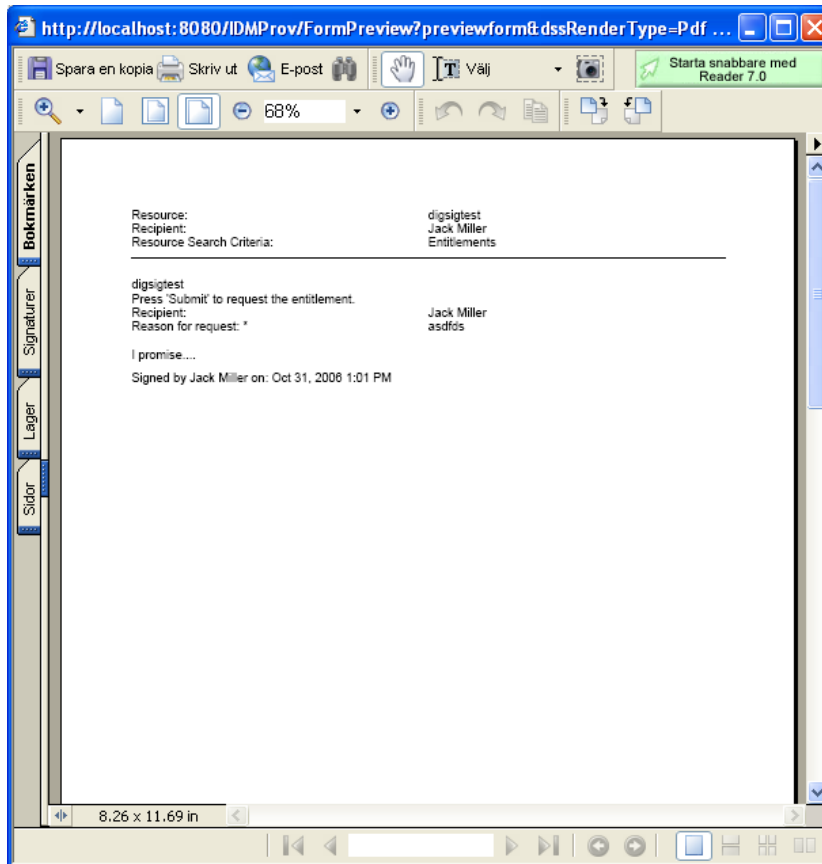 http://localhost:8080/IDMProv/FormPreview?previewform&dssRenderType=Pdf ...
Spara en kopia Skriv ut E-post Välj Starta snabbare med
Reader 7.0
68%
Bokmärken
Signaturer
Lager
Sidor
Resource: digsigtest
Recipient: Jack Miller
Resource Search Criteria: Entitlements
digsigtest
Press 'Submit' to request the entitlement.
Recipient: Jack Miller
Reason for request: * asdfds
I promise....
Signed by Jack Miller on: Oct 31, 2006 1:01 PM
8.26 x 11.69 in